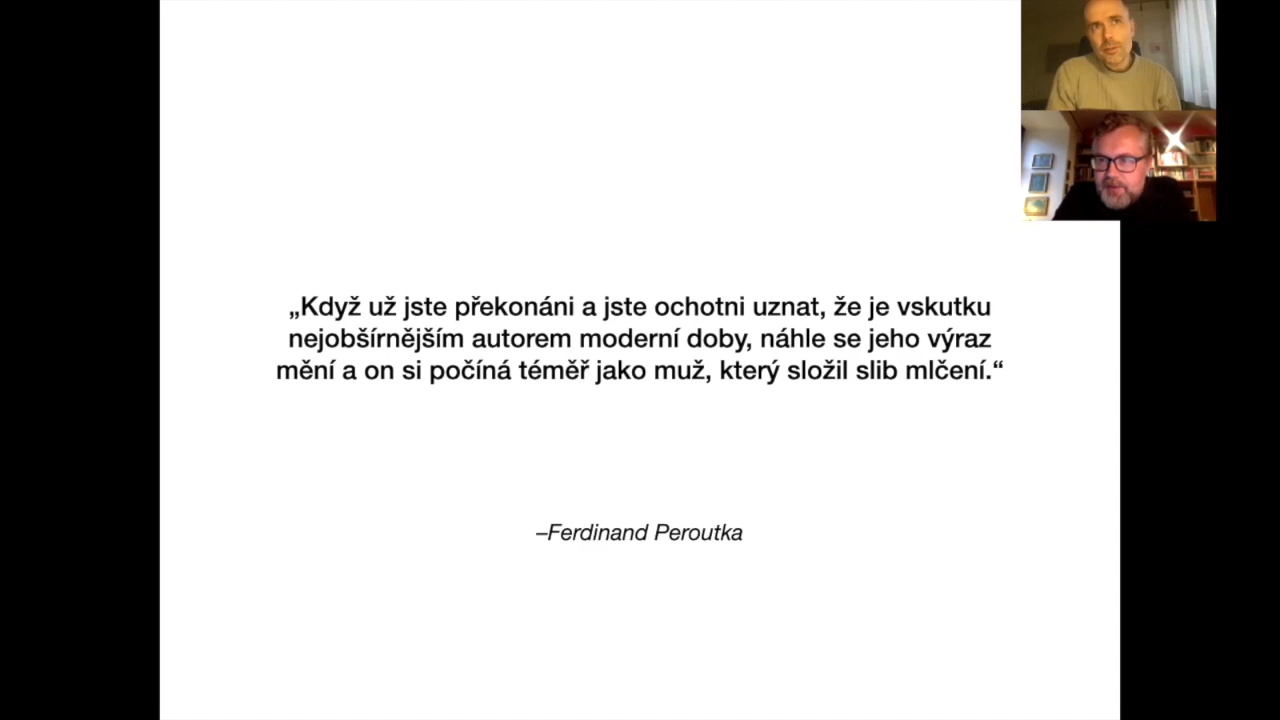 „Když už jste překonáni a jste ochotni uznat, že je vskutku
nejobšírnějším autorem moderní doby, náhle se jeho výraz
mění a on si počíná téměř jako muž, který složil slib mlčení.“
–Ferdinand Peroutka